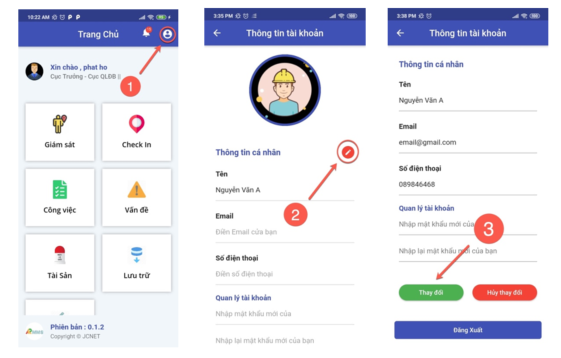 10:22 AM
Trang Chủ
Xin chào , phat ho
Cục Trưởng - Cục QLĐB ||
1
Giám sát
Check In
Công việc
Vấn đề
Tài Sản
Lưu trữ
Phiên bản : 0.1.2
Copyright © JCNET
3:35 PM
Thông tin tài khoản
Thông tin cá nhân
Tên
Nguyễn Văn A
2
Email
Điền Email của bạn
Số điện thoại
Điền số điện thoại
Quản lý tài khoản
Nhập mật khẩu mới của
Nhập lại mật khẩu mới của bạn
3:38 PM
Thông tin tài khoản
Thông tin cá nhân
Tên
Nguyễn Văn A
Email
email@gmail.com
Số điện thoại
089846468
Quản lý tài khoản
Nhập mật khẩu mới của
3
Nhập lại mật khẩu mới của bạn
Thay đổi
Hủy thay đổi
Đăng Xuất